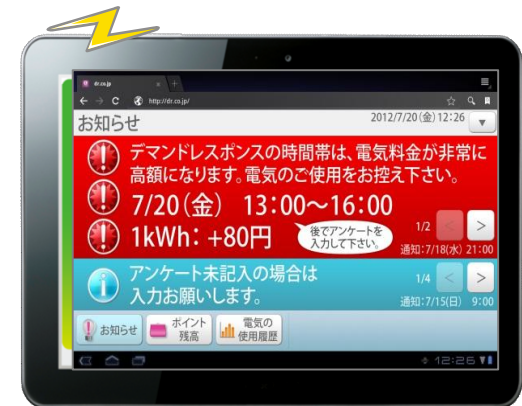 dr.co.jp
http://dr.co.jp/
お知らせ
2012/7/20(金)12:26
デマンドレスポンスの時間帯は、電気料金が非常に
高額になります。電気のご使用をお控え下さい。
7/20(金) 13:00～16:00
1kWh: +80円
後でアンケートを
入力して下さい。
1/2
通知:7/18(水) 21:00
アンケート未記入の場合は
入力お願いします。
1/4
通知:7/15(日) 9:00
お知らせ
ポイント
残高
電気の
使用履歴
12:26